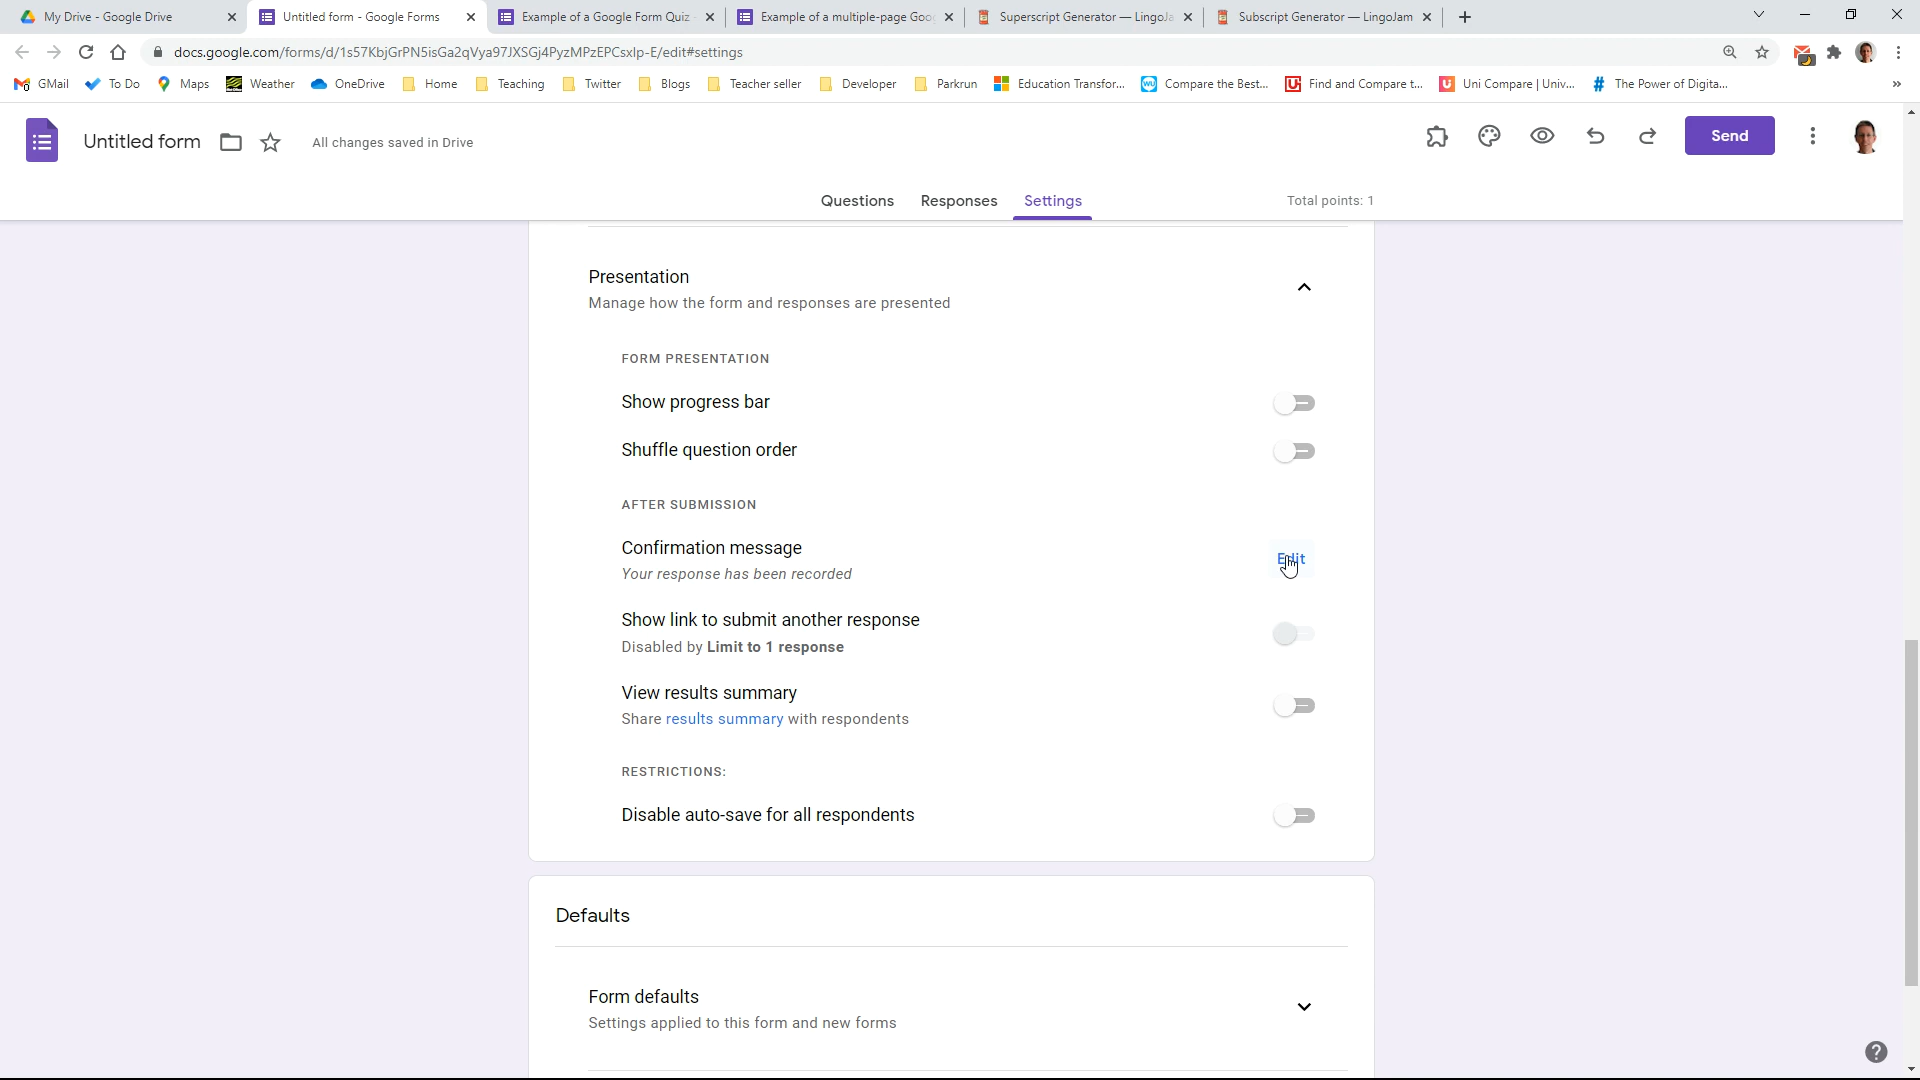 My Drive - Google Drive
Untitled form - Google Forms
Example of a Google Form Quiz
Example of a multiple-page Goo
Superscript Generator — LingoJa
Subscript Generator — LingoJam
docs.google.com/forms/d/1s57KbjGrPN5isGa2qVya97JXSGj4PyzMPzEPCsxlp-E/edit#settings
GMail
To Do
Maps
Weather
OneDrive
Home
Teaching
Twitter
Blogs
Teacher seller
Developer
Parkrun
Education Transfor...
Compare the Best...
Find and Compare t...
Uni Compare | Univ...
The Power of Digita...
Untitled form
All changes saved in Drive
Send
Questions
Responses
Settings
Total points: 1
Presentation
Manage how the form and responses are presented
FORM PRESENTATION
Show progress bar
Shuffle question order
AFTER SUBMISSION
Confirmation message
Edit
Your response has been recorded
Show link to submit another response
Disabled by Limit to 1 response
View results summary
Share results summary with respondents
RESTRICTIONS:
Disable auto-save for all respondents
Defaults
Form defaults
Settings applied to this form and new forms